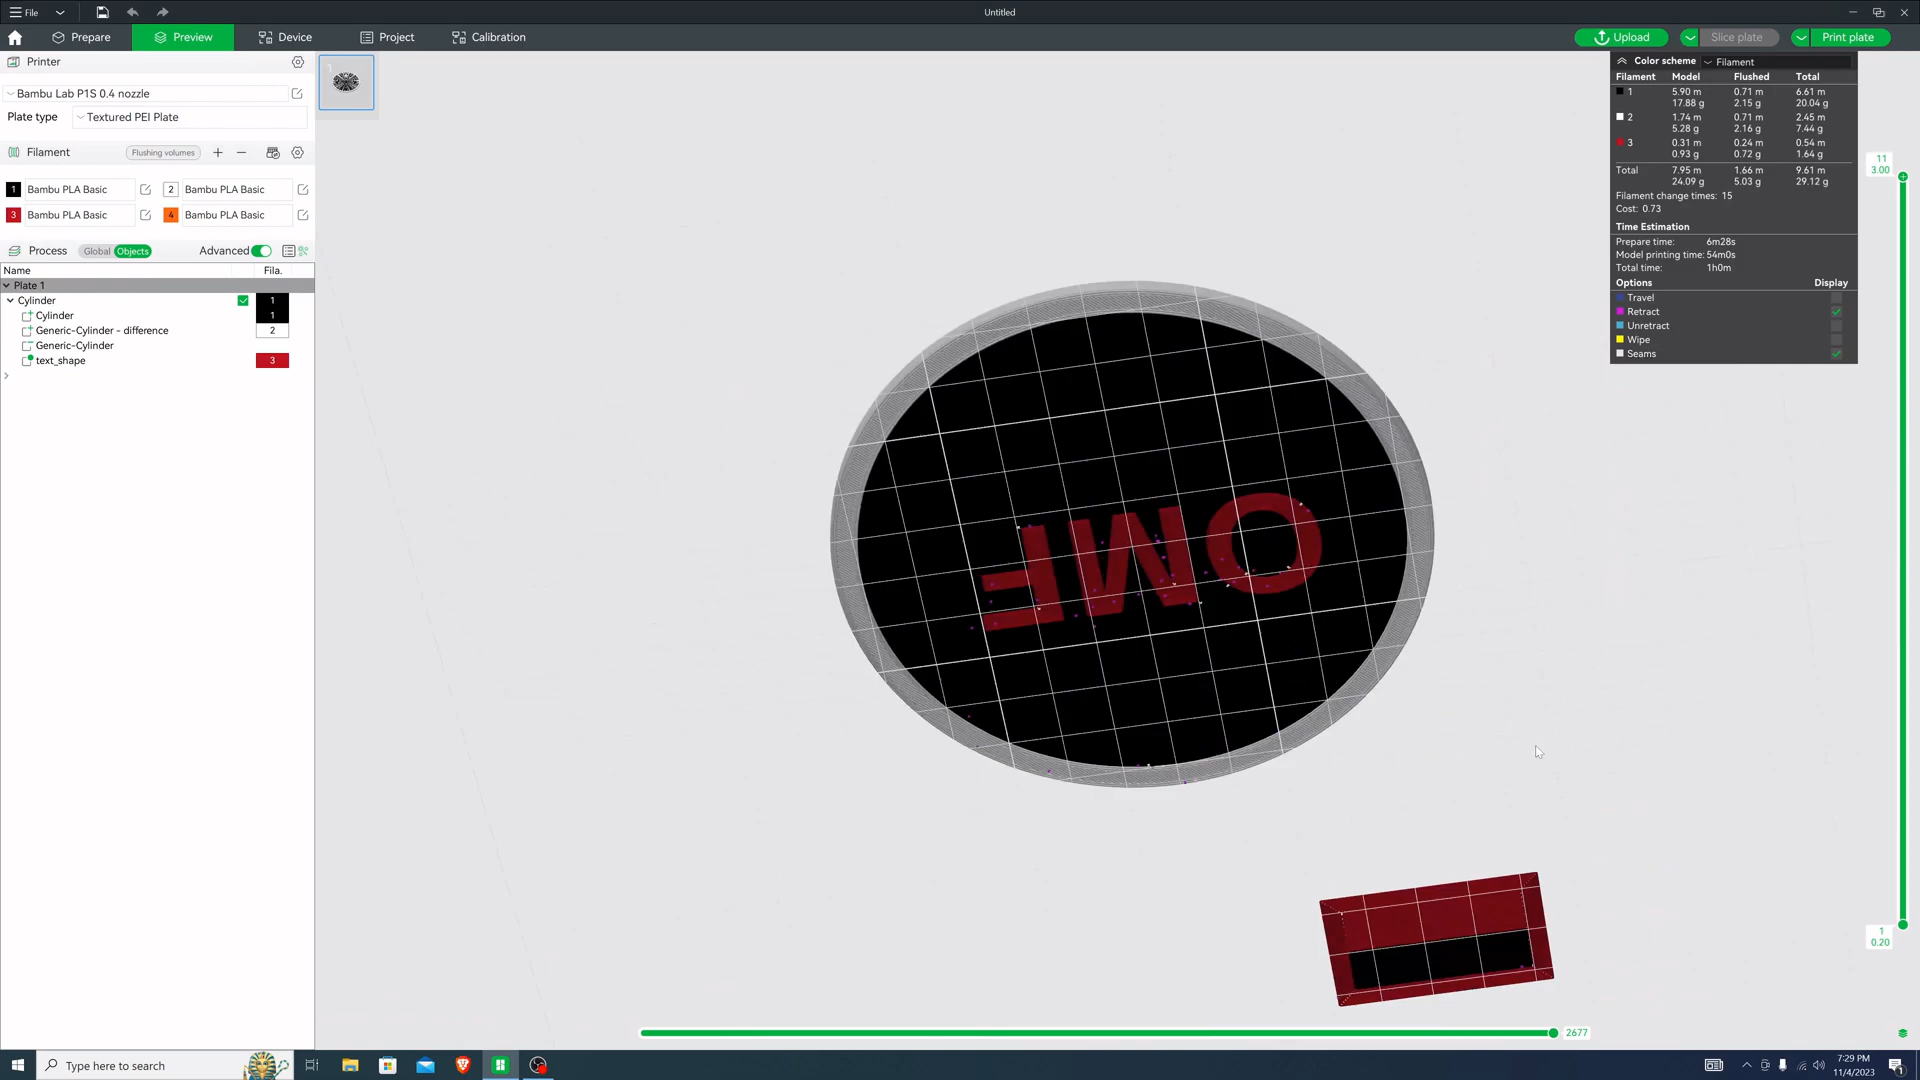 File
Untitled
Prepare
Preview
Device
Project
Calibration
Upload
Slice plate
Print plate
Printer
Bambu Lab P1S 0.4 nozzle
Plate type
Textured PEI Plate
Filament
Flushing volumes
1 Bambu PLA Basic
2 Bambu PLA Basic
3 Bambu PLA Basic
4 Bambu PLA Basic
Process
Global
Objects
Advanced
Name Fila.
Plate 1
Cylinder 1
Cylinder 1
Generic-Cylinder - difference 2
Generic-Cylinder
text_shape 3
1
OMF
Color scheme Filament
Filament Model Flushed Total
1 5.90 m 0.71 m 6.61 m
17.88 g 2.15 g 20.04 g
2 1.74 m 0.71 m 2.45 m
5.28 g 2.16 g 7.44 g
3 0.31 m 0.24 m 0.54 m
0.93 g 0.72 g 1.64 g
Total 7.95 m 1.66 m 9.61 m
24.09 g 5.03 g 29.12 g
Filament change times: 15
Cost: 0.73
Time Estimation
Prepare time: 6m28s
Model printing time: 54m0s
Total time: 1h0m
Options Display
Travel
Retract
Unretract
Wipe
Seams
11
3.00
1
0.20
2677
Type here to search
7:29 PM
11/4/2023
1